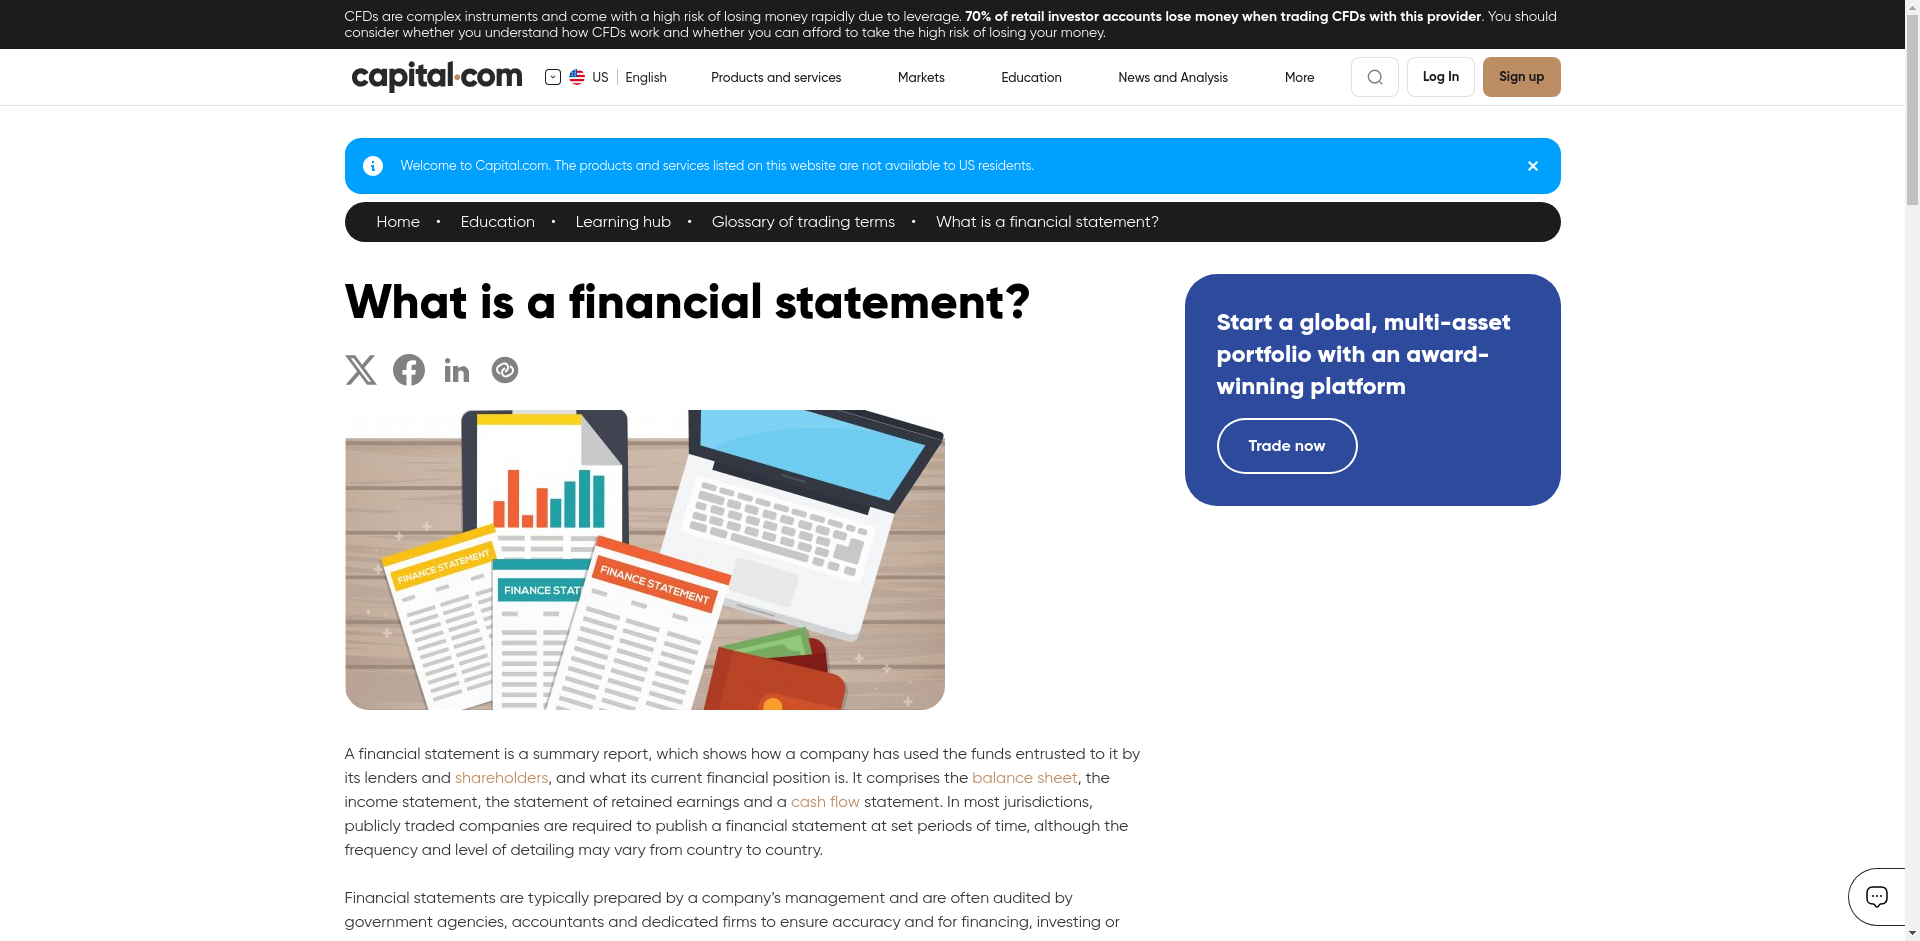 CFDs are complex instruments and come with a high risk of losing money rapidly due to leverage. 70% of retail investor accounts lose money when trading CFDs with this provider. You should
consider whether you understand how CFDs work and whether you can afford to take the high risk of losing your money.
capital.com
US
English
Products and services
Markets
Education
News and Analysis
More
Log In
Sign up
Welcome to Capital.com. The products and services listed on this website are not available to US residents.
Home • Education • Learning hub • Glossary of trading terms • What is a financial statement?
What is a financial statement?
Start a global, multi-asset
portfolio with an award-
winning platform
Trade now
FINANCE STATEMENT
FINANCE STAT
FINANCE STATEMENT
A financial statement is a summary report, which shows how a company has used the funds entrusted to it by
its lenders and shareholders, and what its current financial position is. It comprises the balance sheet, the
income statement, the statement of retained earnings and a cash flow statement. In most jurisdictions,
publicly traded companies are required to publish a financial statement at set periods of time, although the
frequency and level of detailing may vary from country to country.
Financial statements are typically prepared by a company’s management and are often audited by
government agencies, accountants and dedicated firms to ensure accuracy and for financing, investing or